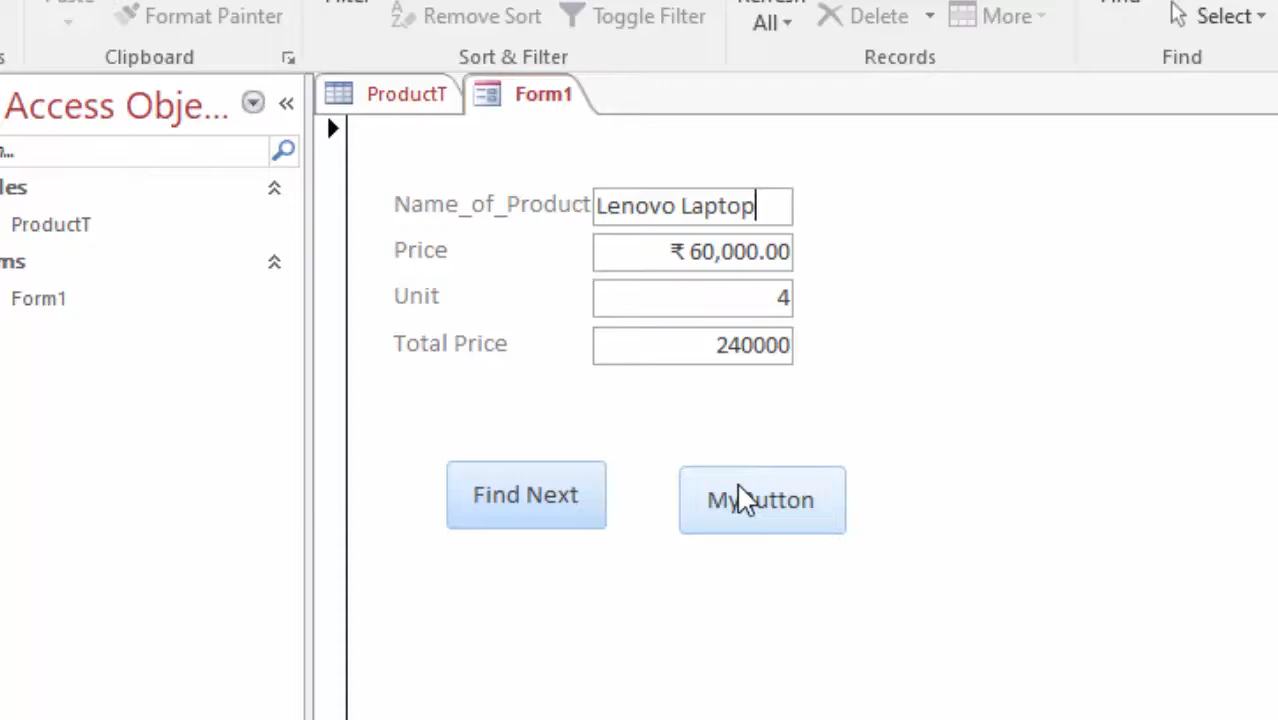 Format Painter
Remove Sort
Toggle Filter
All
Delete
More
Select
Clipboard
Sort & Filter
Records
Find
Access Obje...
ProductT
Form1
ProductT
Form1
Name_of_Product Lenovo Laptop
Price ₹ 60,000.00
Unit 4
Total Price 240000
Find Next